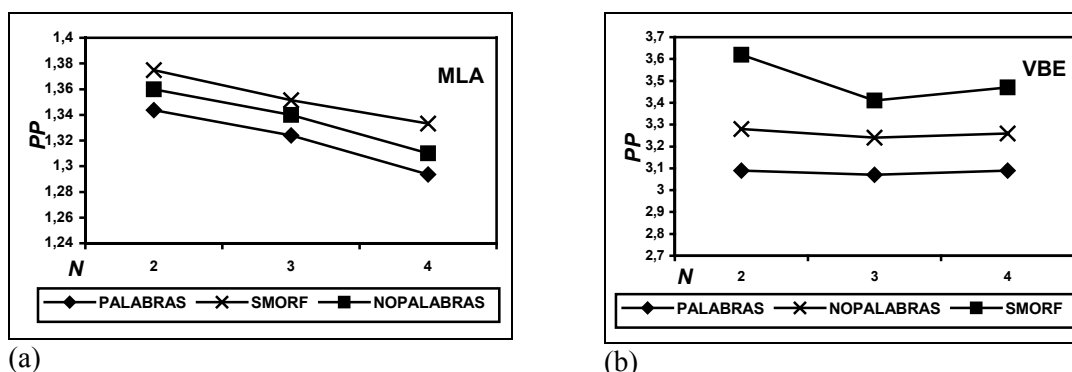 1,4
1,38
1,36
1,34
1,32
1,3
1,28
1,26
1,24
PP
MLA
N 2 3 4
PALABRAS SMORF NOPALABRAS
(a)
3,7
3,6
3,5
3,4
3,3
3,2
3,1
3
2,9
2,8
2,7
PP
VBE
N 2 3 4
PALABRAS NOPALABRAS SMORF
(b)